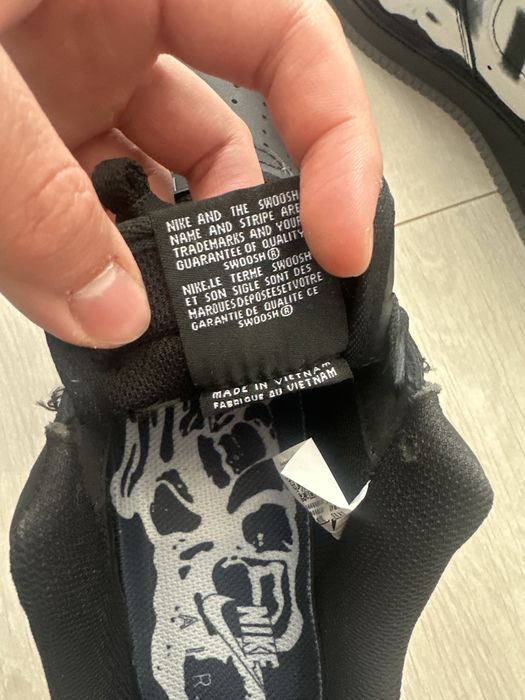 NIKE AND THE SWOOSH
NAME AND STRIPE ARE
TRADEMARKS AND YOUR
GUARANTEE OF QUALITY
SWOOSH®
NIKE.LE TERME SWOOSH
ET SON SIGLE SONT DES
MARQUESDEPOSEESETVOTRE
GARANTIE DE QUALITE CE
SWOOSH®
MADE IN VIETNAM
FABRIQUE AU VIETNAM
NIKE
AIR